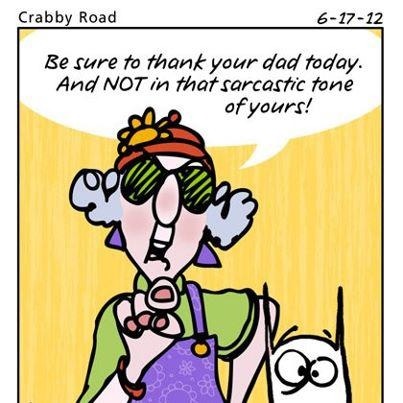 Crabby Road 6-17-12
Be sure to thank your dad today.
And NOT in that sarcastic tone
of yours!